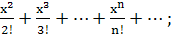 x²/2! + x³/3! + ⋯ + xⁿ/n! + ⋯ ;